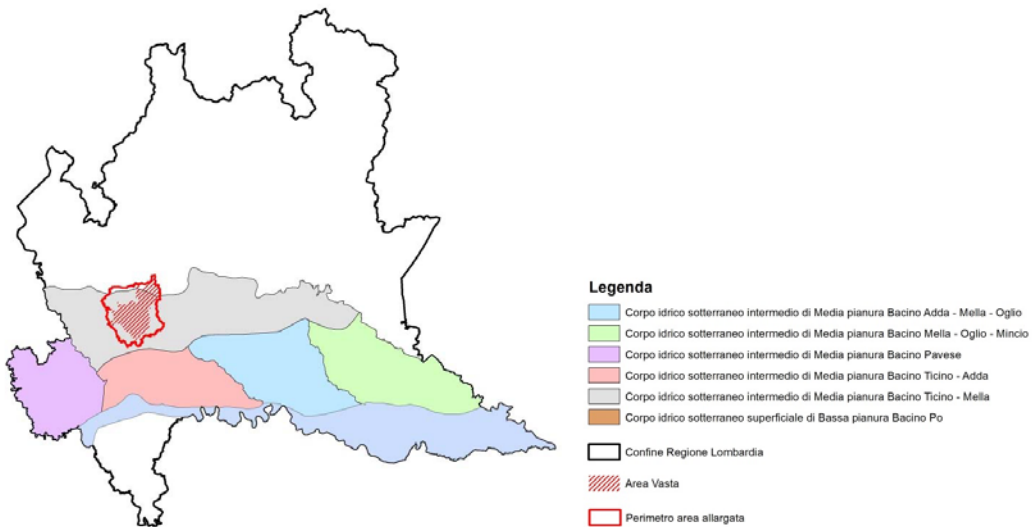 Legenda
Corpo idrico sotterraneo intermedio di Media pianura Bacino Adda - Mella - Oglio
Corpo idrico sotterraneo intermedio di Media pianura Bacino Mella - Oglio - Mincio
Corpo idrico sotterraneo intermedio di Media pianura Bacino Pavese
Corpo idrico sotterraneo intermedio di Media pianura Bacino Ticino - Adda
Corpo idrico sotterraneo intermedio di Media pianura Bacino Ticino - Mella
Corpo idrico sotterraneo superficiale di Bassa pianura Bacino Po
Confine Regione Lombardia
Area Vasta
Perimetro area allargata